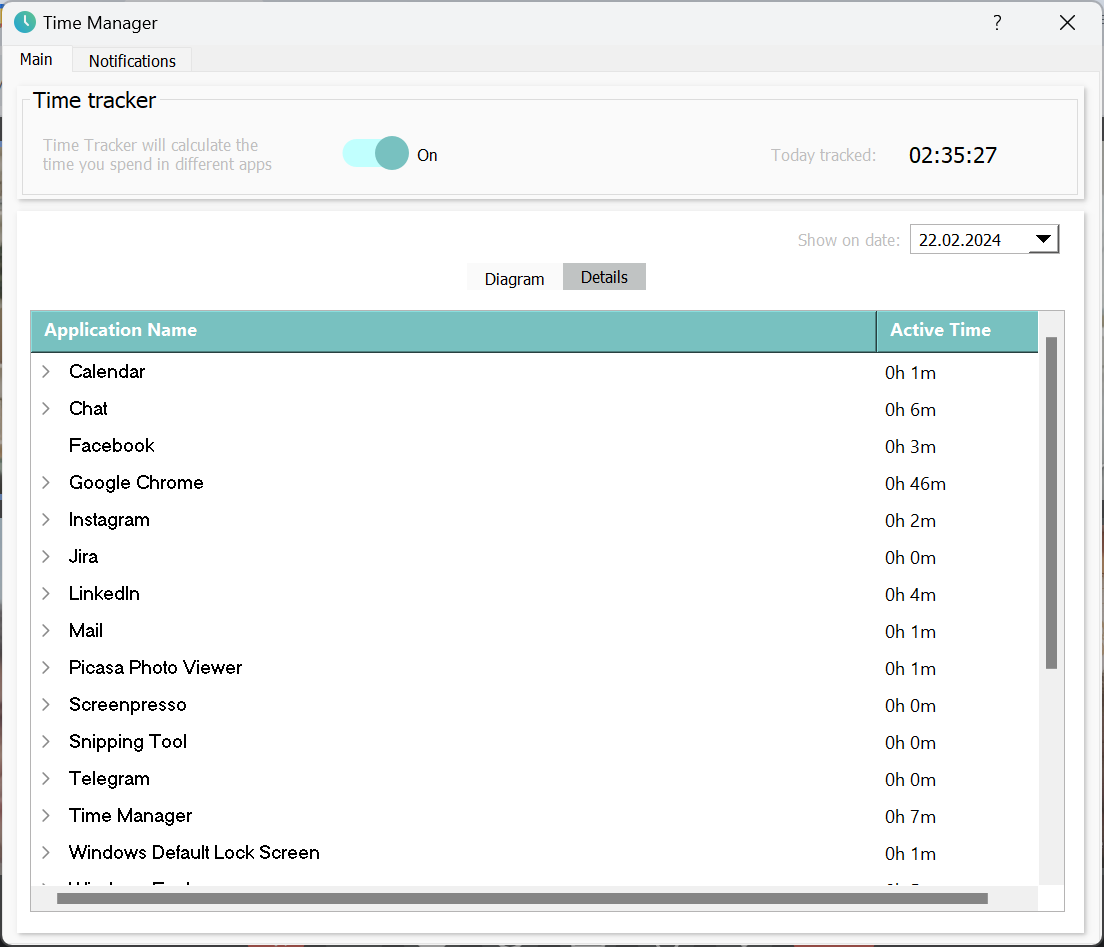 Time Manager
?
Main
Notifications
Time tracker
Time Tracker will calculate the
time you spend in different apps
On
Today tracked:
02:35:27
Show on date:
22.02.2024
Diagram
Details
Application Name
Active Time
Calendar
0h 1m
Chat
0h 6m
Facebook
0h 3m
Google Chrome
0h 46m
Instagram
0h 2m
Jira
0h 0m
LinkedIn
0h 4m
Mail
0h 1m
Picasa Photo Viewer
0h 1m
Screenpresso
0h 0m
Snipping Tool
0h 0m
Telegram
0h 0m
Time Manager
0h 7m
Windows Default Lock Screen
0h 1m